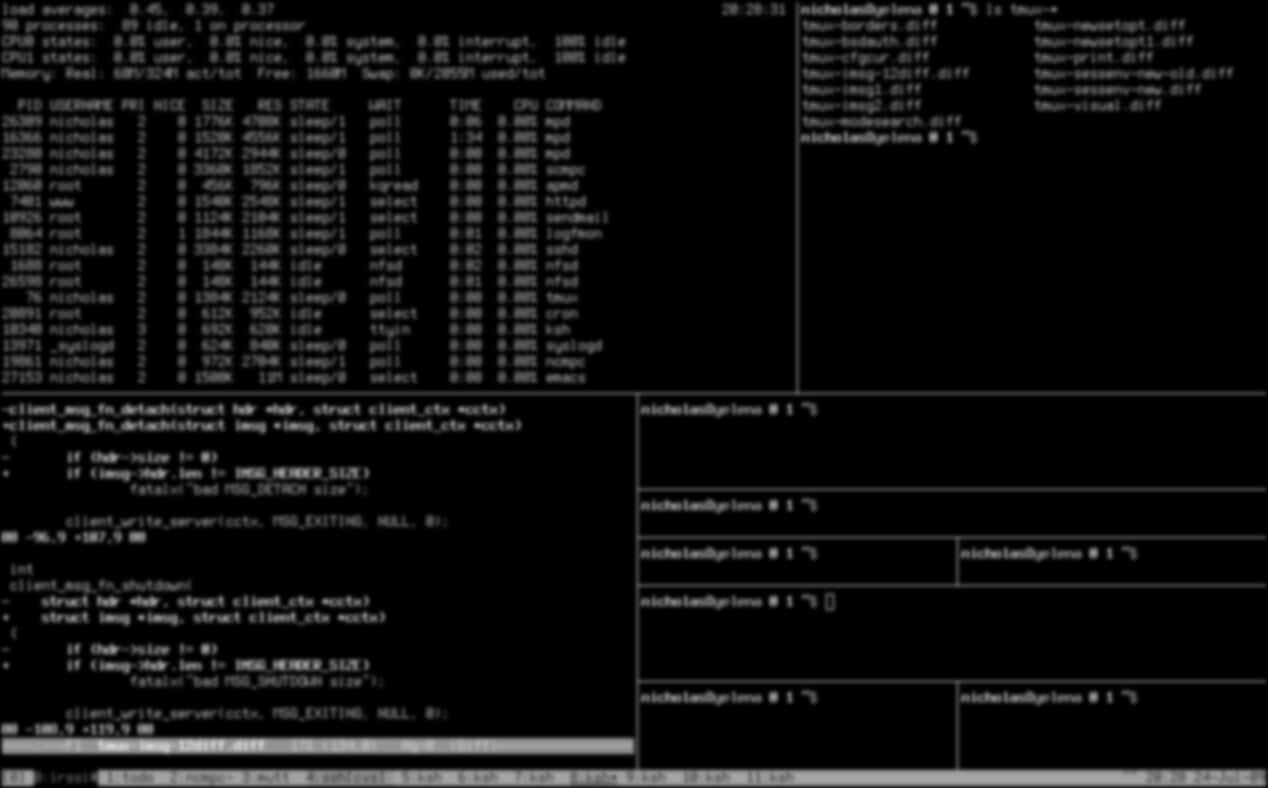 load averages: 0.45, 0.39, 0.37 20:28:31
90 processes: 89 idle, 1 on processor
CPU0 states: 0.0% user, 0.0% nice, 0.0% system, 0.0% interrupt, 100% idle
CPU1 states: 0.0% user, 0.0% nice, 0.0% system, 0.0% interrupt, 100% idle
Memory: Real: 60M/324M act/tot Free: 1660M Swap: 0K/2055M used/tot
PID USERNAME PRI NICE SIZE RES STATE WAIT TIME CPU COMMAND
26309 nicholas 2 0 1776K 4700K sleep/1 poll 0:06 0.00% mpd
16366 nicholas 2 0 1520K 4556K sleep/1 poll 1:34 0.00% mpd
23280 nicholas 2 0 4172K 2944K sleep/0 poll 0:00 0.00% mpd
2790 nicholas 2 0 3360K 1852K sleep/1 poll 0:00 0.00% scmpc
12060 root 2 0 456K 796K sleep/0 kqread 0:00 0.00% apmd
7401 www 2 0 1540K 2540K sleep/1 select 0:00 0.00% httpd
10926 root 2 0 1124K 2104K sleep/1 select 0:00 0.00% sendmail
8064 root 2 1 1044K 1160K sleep/1 poll 0:01 0.00% logfmon
15182 nicholas 2 0 3384K 2260K sleep/0 select 0:02 0.00% sshd
1608 root 2 0 140K 144K idle nfsd 0:02 0.00% nfsd
26590 root 2 0 140K 144K idle nfsd 0:01 0.00% nfsd
76 nicholas 2 0 1304K 2124K sleep/0 poll 0:00 0.00% tmux
20891 root 2 0 612K 952K idle select 0:00 0.00% cron
10340 nicholas 3 0 692K 620K idle ttyin 0:00 0.00% ksh
13971 _syslogd 2 0 624K 840K sleep/0 poll 0:00 0.00% syslogd
19861 nicholas 2 0 972K 2704K sleep/1 poll 0:00 0.00% ncmpc
27153 nicholas 2 0 1500K 11M sleep/0 select 0:00 0.00% emacs
nicholas@yelena 0 1 ~$ ls tmux-*
tmux-borders.diff tmux-newsetopt.diff
tmux-bsdauth.diff tmux-newsetopt1.diff
tmux-cfgcur.diff tmux-print.diff
tmux-imsg-12diff.diff tmux-sessenv-new-old.diff
tmux-imsg1.diff tmux-sessenv-new.diff
tmux-imsg2.diff tmux-visual.diff
tmux-modesearch.diff
nicholas@yelena 0 1 ~$
-client_msg_fn_detach(struct hdr *hdr, struct client_ctx *cctx)
+client_msg_fn_detach(struct imsg *imsg, struct client_ctx *cctx)
{
- if (hdr->size != 0)
+ if (imsg->hdr.len != IMSG_HEADER_SIZE)
fatalx("bad MSG_DETACH size");
client_write_server(cctx, MSG_EXITING, NULL, 0);
@@ -96,9 +107,9 @@
int
client_msg_fn_shutdown(
- struct hdr *hdr, struct client_ctx *cctx)
+ struct imsg *imsg, struct client_ctx *cctx)
{
- if (hdr->size != 0)
+ if (imsg->hdr.len != IMSG_HEADER_SIZE)
fatalx("bad MSG_SHUTDOWN size");
client_write_server(cctx, MSG_EXITING, NULL, 0);
@@ -108,9 +119,9 @@
tmux-imsg-12diff.diff 17% (Diff)
nicholas@yelena 0 1 ~$
nicholas@yelena 0 1 ~$
nicholas@yelena 0 1 ~$ nicholas@yelena 0 1 ~$
nicholas@yelena 0 1 ~$
nicholas@yelena 0 1 ~$ nicholas@yelena 0 1 ~$
[0] 0:irssi# 1:todo 2:ncmpc- 3:mutt 4:ssh[cvs] 5:ksh 6:ksh 7:ksh 8:ksh* 9:ksh 10:ksh 11:ksh 20:28 24-Jul-09